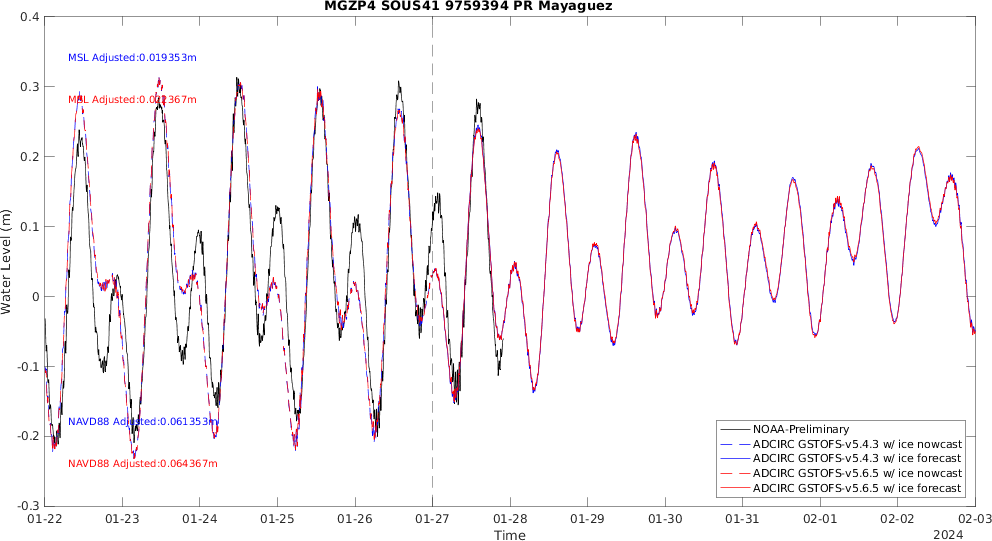 MGZP4 SOUS41 9759394 PR Mayaguez
0.4
0.3
0.2
0.1
0
-0.1
-0.2
-0.3
Water Level (m)
MSL Adjusted:0.019353m
MSL Adjusted:0.022367m
NAVD88 Adjusted:0.061353m
NAVD88 Adjusted:0.064367m
NOAA-Preliminary
ADCIRC GSTOFS-v5.4.3 w/ ice nowcast
ADCIRC GSTOFS-v5.4.3 w/ ice forecast
ADCIRC GSTOFS-v5.6.5 w/ ice nowcast
ADCIRC GSTOFS-v5.6.5 w/ ice forecast
01-22 01-23 01-24 01-25 01-26 01-27 01-28 01-29 01-30 01-31 02-01 02-02 02-03
Time
2024